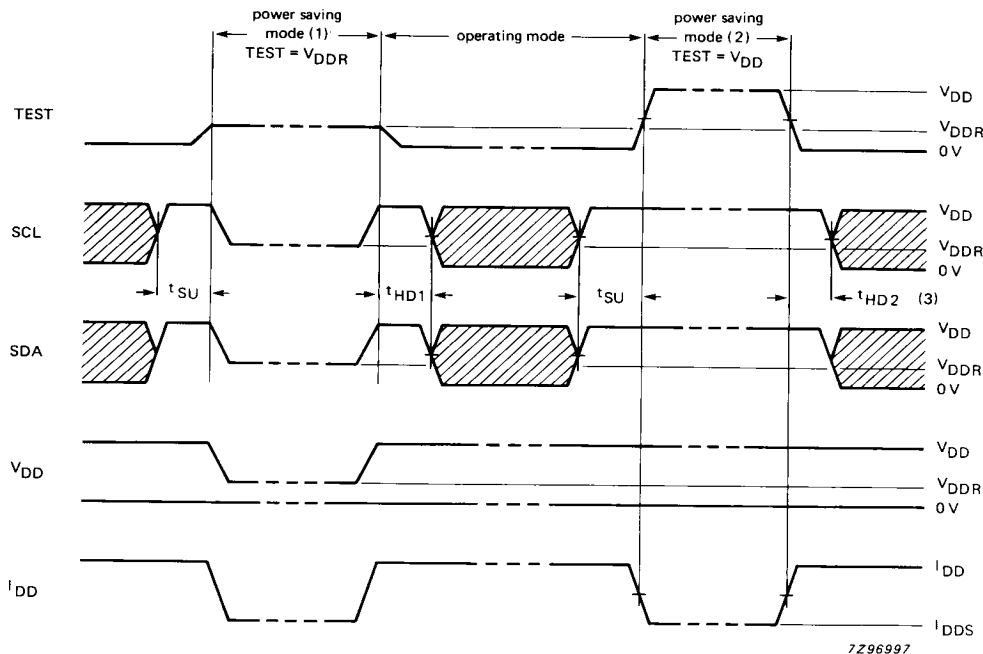 power saving
mode (1)
TEST = VDDR
operating mode
power saving
mode (2)
TEST = VDD
TEST
VDD
VDDR
0 V
SCL
VDD
VDDR
0 V
tSU
tHD1
tSU
tHD2 (3)
SDA
VDD
VDDR
0 V
VDD
VDD
VDDR
0 V
IDD
IDD
IDDS
7Z96997